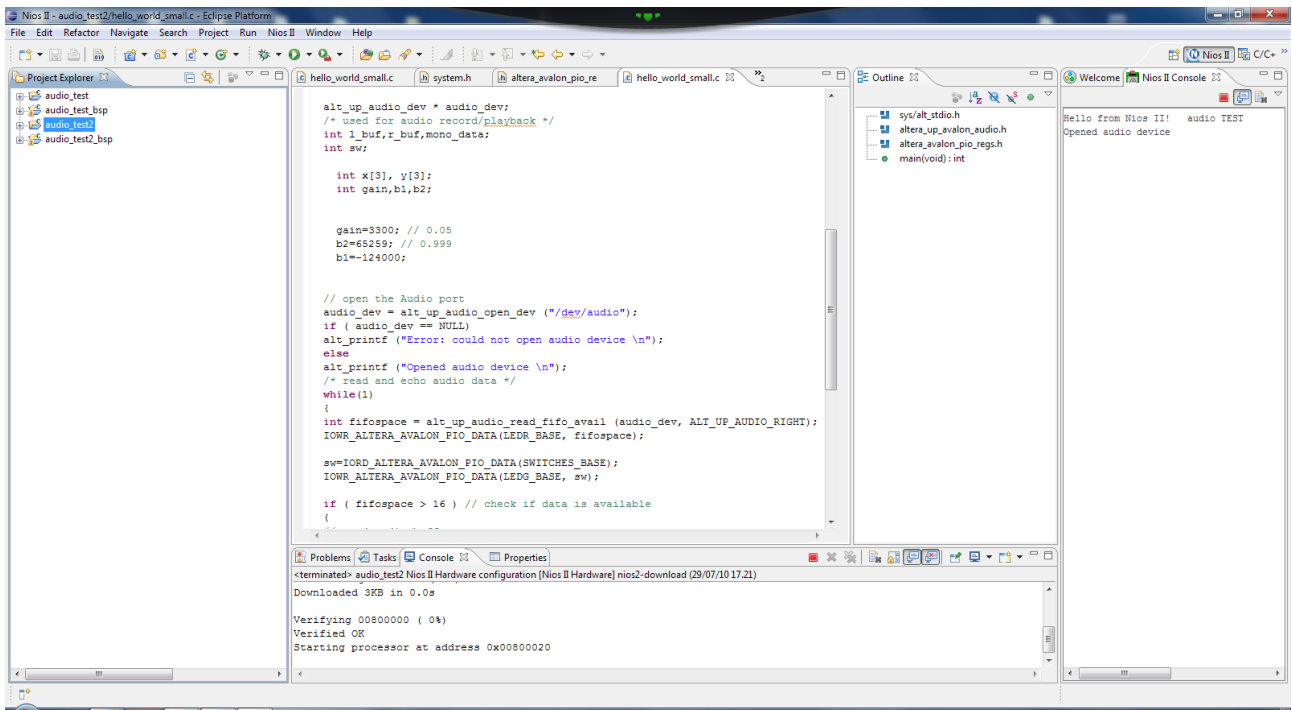 Nios II - audio_test2/hello_world_small.c - Eclipse Platform
File Edit Refactor Navigate Search Project Run Nios II Window Help
Nios II C/C+ »
Project Explorer
audio_test
audio_test_bsp
audio_test2
audio_test2_bsp
hello_world_small.c system.h altera_avalon_pio_re hello_world_small.c »2
alt_up_audio_dev * audio_dev;
/* used for audio record/playback */
int l_buf,r_buf,mono_data;
int sw;
int x[3], y[3];
int gain,b1,b2;
gain=3300; // 0.05
b2=65259; // 0.999
b1=-124000;
// open the Audio port
audio_dev = alt_up_audio_open_dev ("/dev/audio");
if ( audio_dev == NULL)
alt_printf ("Error: could not open audio device \n");
else
alt_printf ("Opened audio device \n");
/* read and echo audio data */
while(1)
{
int fifospace = alt_up_audio_read_fifo_avail (audio_dev, ALT_UP_AUDIO_RIGHT);
IOWR_ALTERA_AVALON_PIO_DATA(LEDR_BASE, fifospace);
sw=IORD_ALTERA_AVALON_PIO_DATA(SWITCHES_BASE);
IOWR_ALTERA_AVALON_PIO_DATA(LEDG_BASE, sw);
if ( fifospace > 16 ) // check if data is available
{
Outline
sys/alt_stdio.h
altera_up_avalon_audio.h
altera_avalon_pio_regs.h
main(void) : int
Welcome Nios II Console
Hello from Nios II! audio TEST
Opened audio device
Problems Tasks Console Properties
<terminated> audio_test2 Nios II Hardware configuration [Nios II Hardware] nios2-download (29/07/10 17.21)
Downloaded 3KB in 0.0s
Verifying 00800000 ( 0%)
Verified OK
Starting processor at address 0x00800020